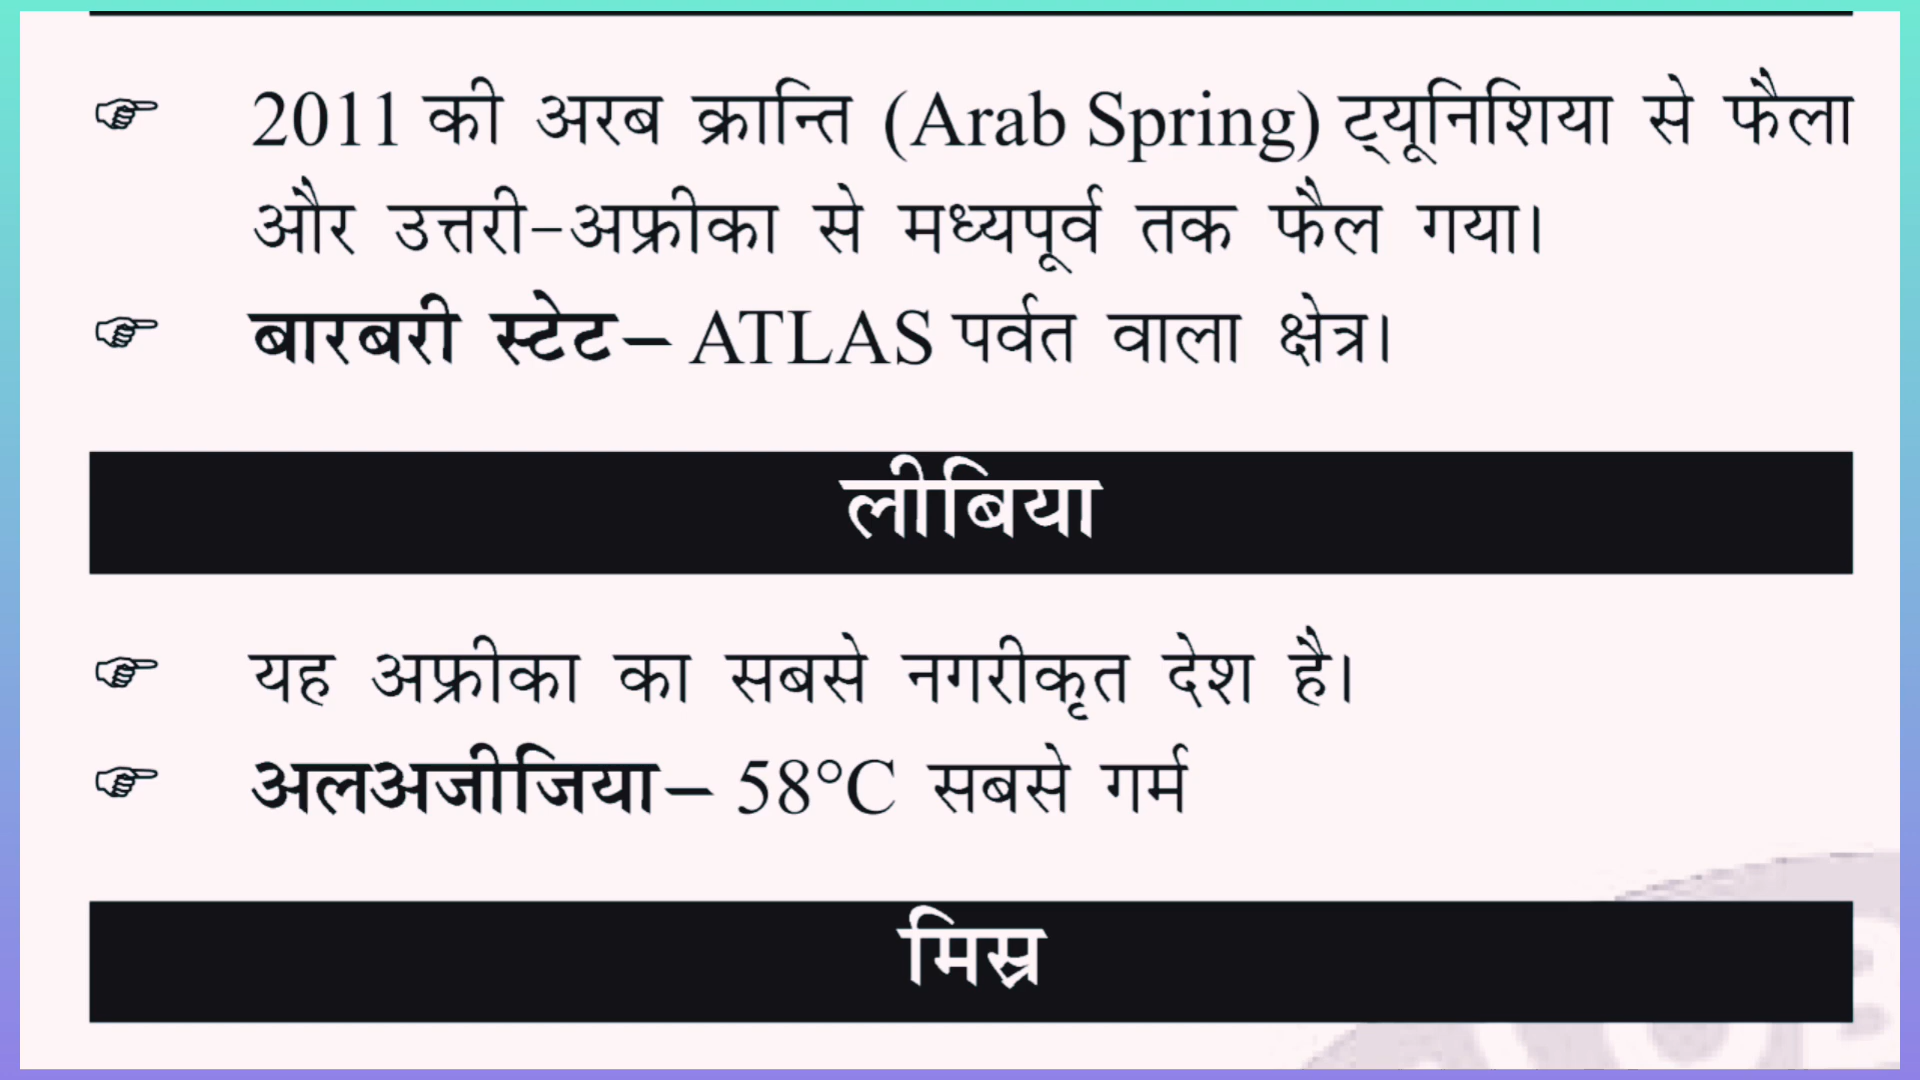 ☞ 2011 की अरब क्रान्ति (Arab Spring) ट्यूनिशिया से फैला
और उत्तरी-अफ्रीका से मध्यपूर्व तक फैल गया।
☞ बारबरी स्टेट– ATLAS पर्वत वाला क्षेत्र।
लीबिया
☞ यह अफ्रीका का सबसे नगरीकृत देश है।
☞ अलअजीजिया– 58°C सबसे गर्म
मिस्र